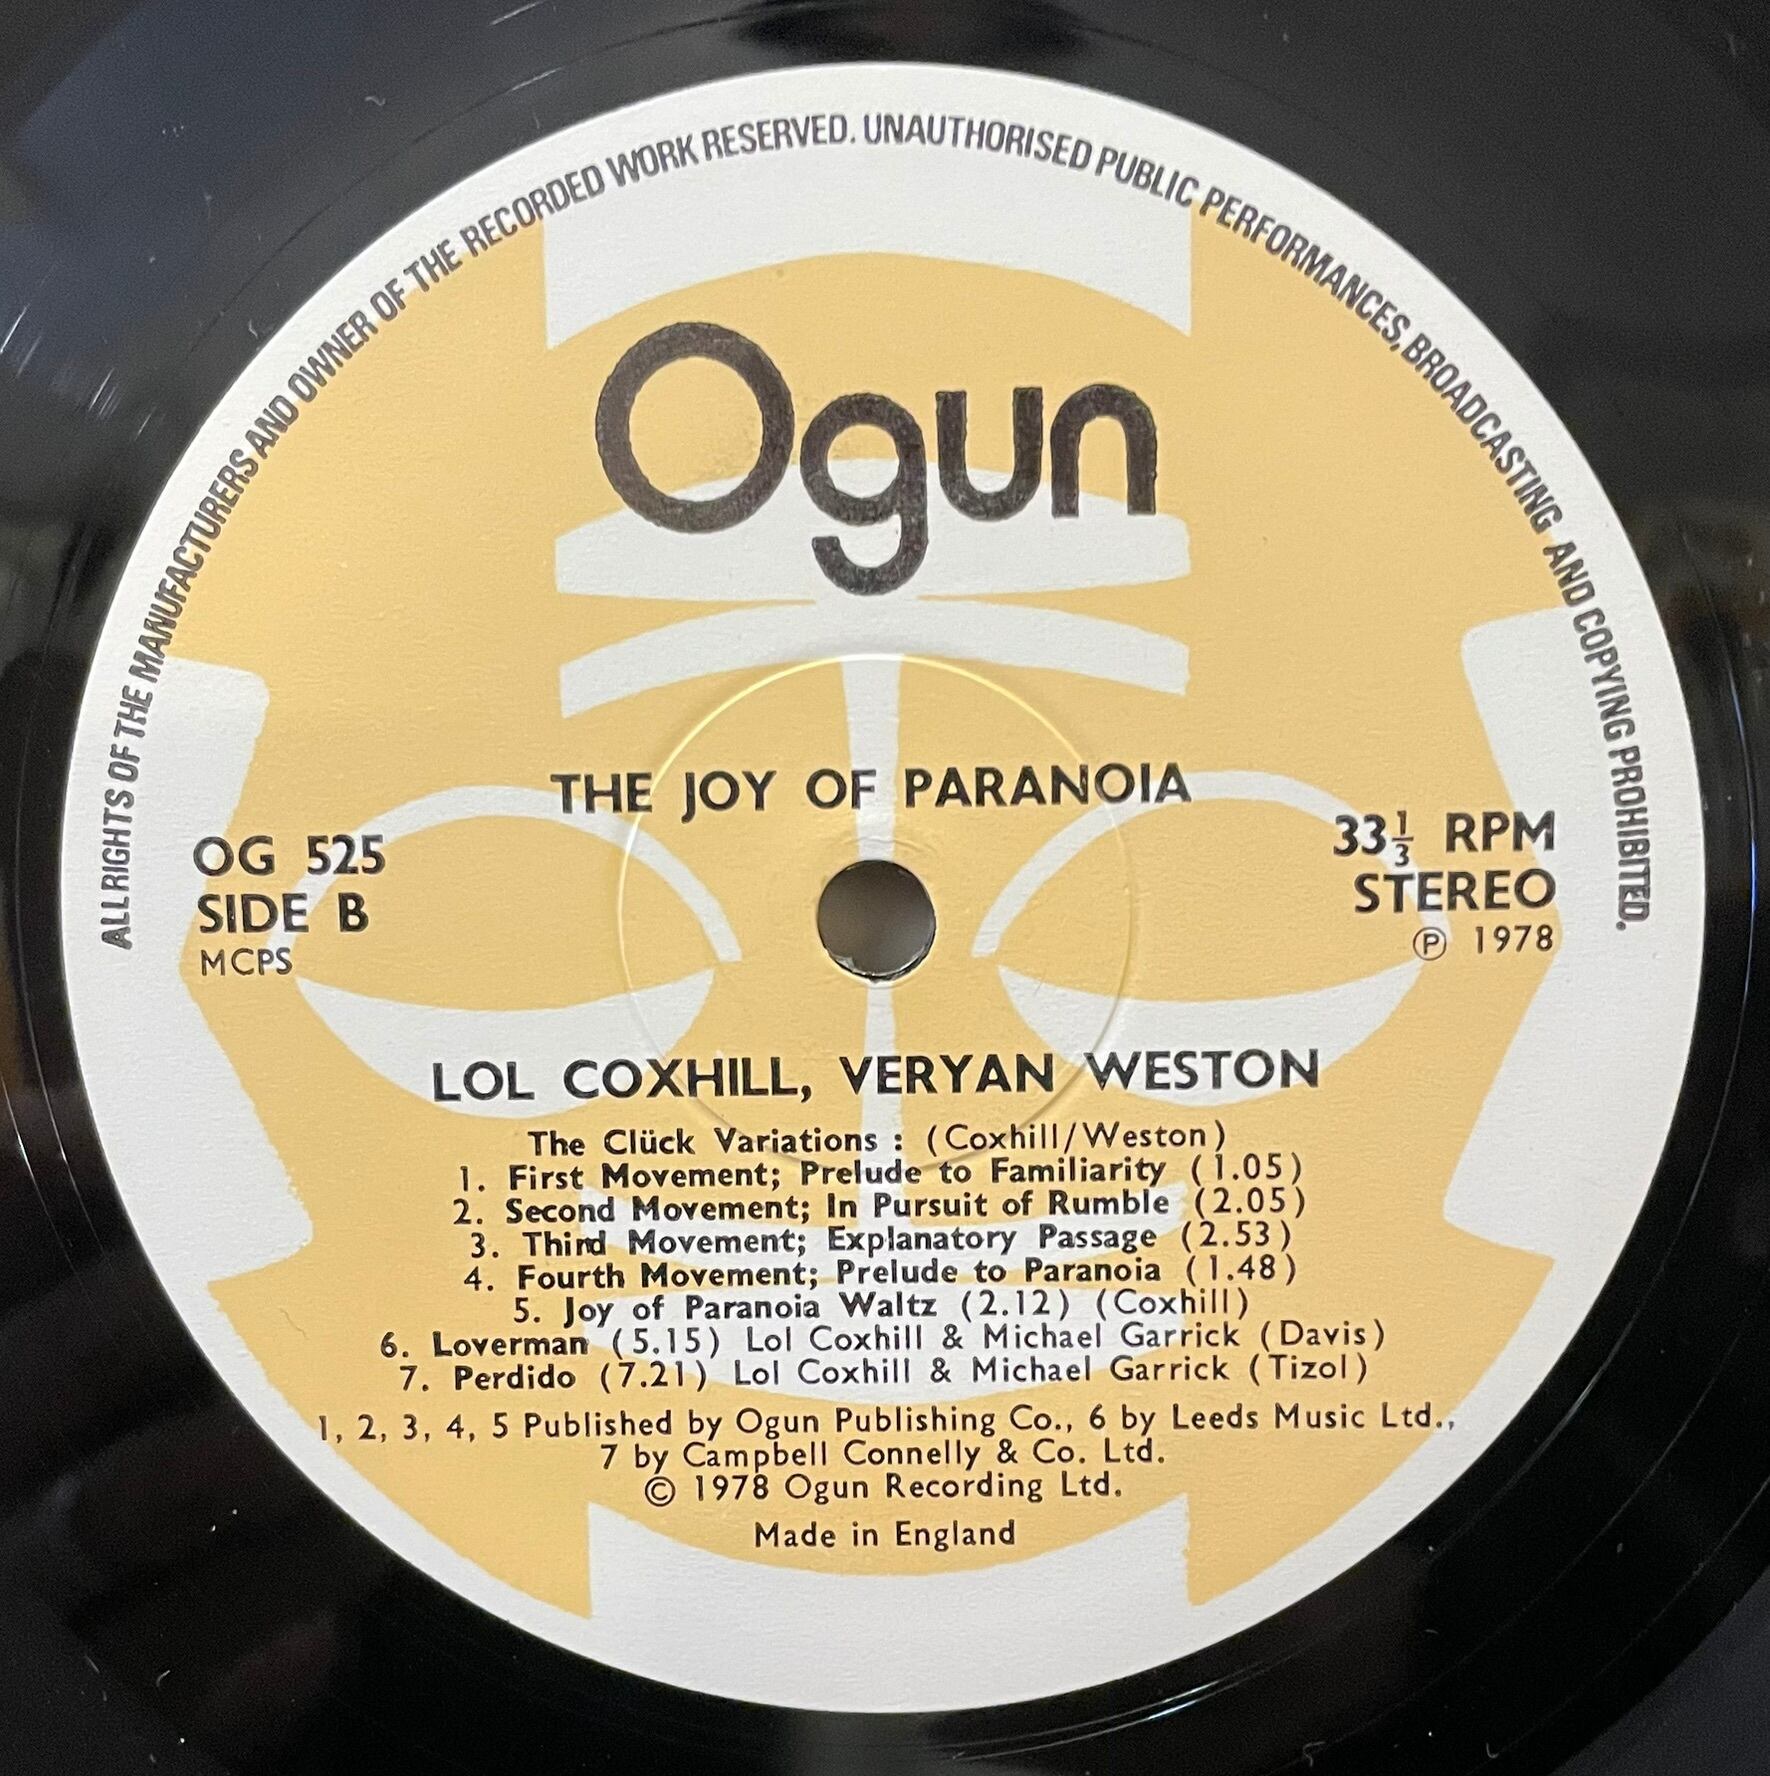 ALL RIGHTS OF THE MANUFACTURERS AND OWNER OF THE RECORDED WORK RESERVED. UNAUTHORISED PUBLIC PERFORMANCES, BROADCASTING AND COPYING PROHIBITED.
Ogun
THE JOY OF PARANOIA
OG 525
SIDE B
MCPS
33⅓ RPM
STEREO
Ⓟ 1978
LOL COXHILL, VERYAN WESTON
The Clück Variations : (Coxhill/Weston)
1. First Movement; Prelude to Familiarity (1.05)
2. Second Movement; In Pursuit of Rumble (2.05)
3. Third Movement; Explanatory Passage (2.53)
4. Fourth Movement; Prelude to Paranoia (1.48)
5. Joy of Paranoia Waltz (2.12) (Coxhill)
6. Loverman (5.15) Lol Coxhill & Michael Garrick (Davis)
7. Perdido (7.21) Lol Coxhill & Michael Garrick (Tizol)
1, 2, 3, 4, 5 Published by Ogun Publishing Co., 6 by Leeds Music Ltd.,
7 by Campbell Connelly & Co. Ltd.
© 1978 Ogun Recording Ltd.
Made in England